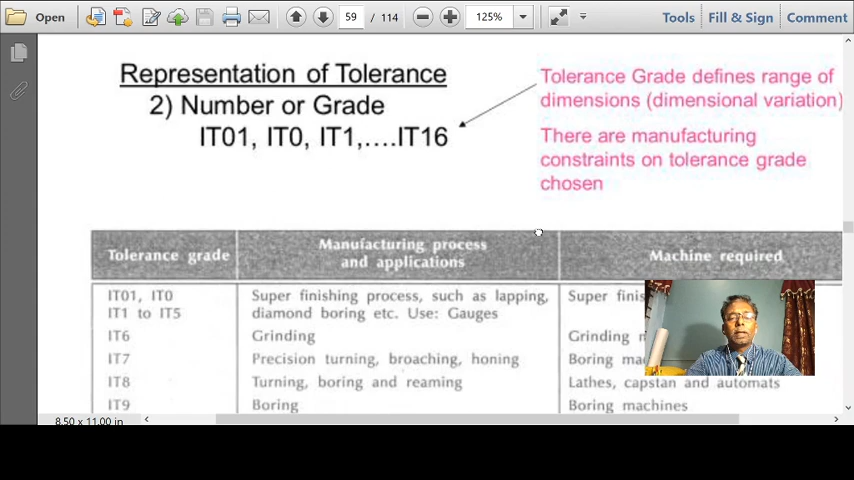 Open
59 / 114
125%
Tools
Fill & Sign
Comment
Representation of Tolerance
2) Number or Grade
IT01, IT0, IT1,....IT16
Tolerance Grade defines range of
dimensions (dimensional variation)
There are manufacturing
constraints on tolerance grade
chosen
Tolerance grade
Manufacturing process
and applications
Machine required
IT01, IT0
IT1 to IT5
Super finishing process, such as lapping,
diamond boring etc. Use: Gauges
Super
IT6
Grinding
Grinding
IT7
Precision turning, broaching, honing
Boring
IT8
Turning, boring and reaming
Lathes, capstan and automats
IT9
Boring
Boring machines
8.50 x 11.00 in